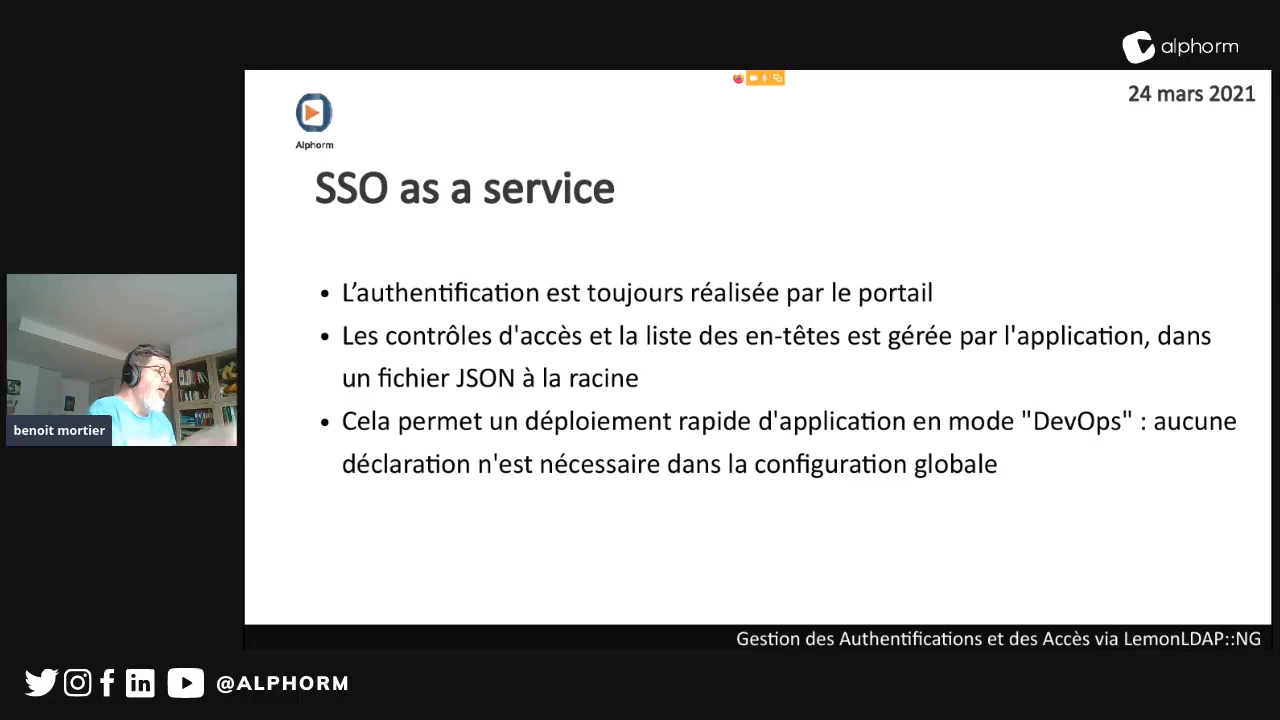 alphorm
24 mars 2021
Alphorm
SSO as a service
• L’authentification est toujours réalisée par le portail
• Les contrôles d'accès et la liste des en-têtes est gérée par l'application, dans
un fichier JSON à la racine
• Cela permet un déploiement rapide d'application en mode "DevOps" : aucune
déclaration n'est nécessaire dans la configuration globale
benoit mortier
Gestion des Authentifications et des Accès via LemonLDAP::NG
@ALPHORM